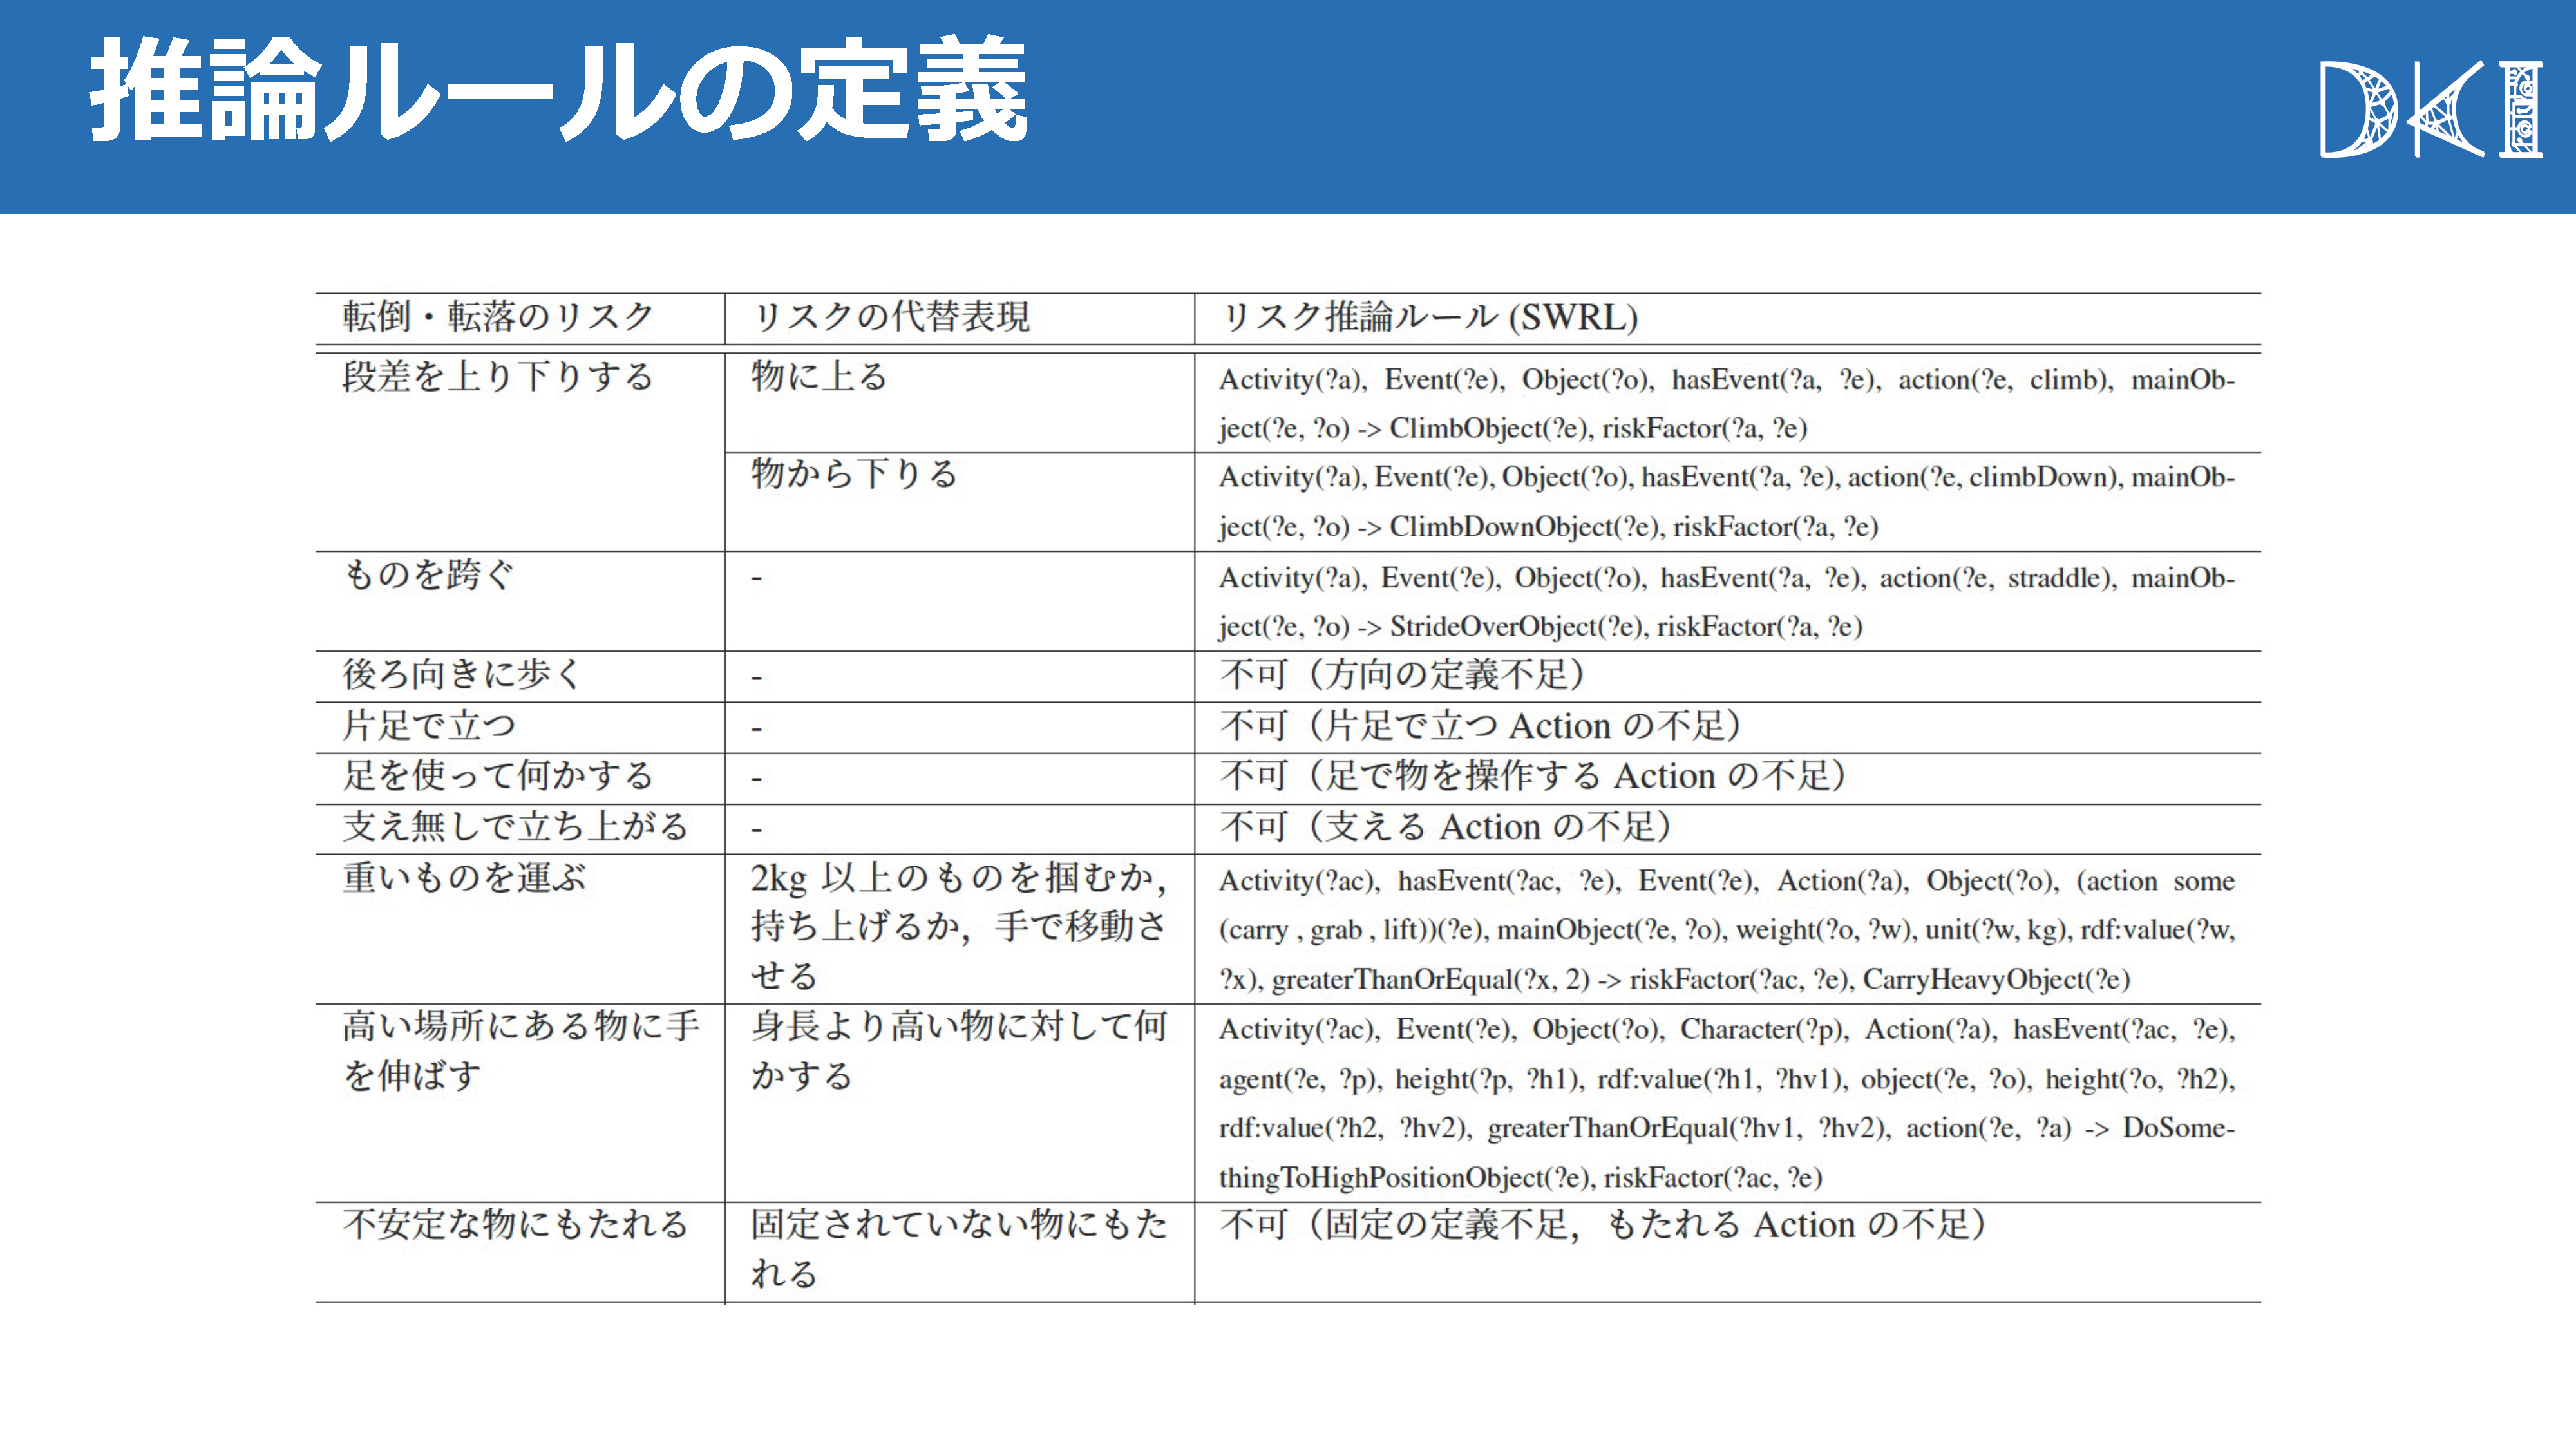 推論ルールの定義
DKI
転倒・転落のリスク
リスクの代替表現
リスク推論ルール (SWRL)
段差を上り下りする
物に上る
Activity(?a), Event(?e), Object(?o), hasEvent(?a, ?e), action(?e, climb), mainOb-
ject(?e, ?o) -> ClimbObject(?e), riskFactor(?a, ?e)
物から下りる
Activity(?a), Event(?e), Object(?o), hasEvent(?a, ?e), action(?e, climbDown), mainOb-
ject(?e, ?o) -> ClimbDownObject(?e), riskFactor(?a, ?e)
ものを跨ぐ
-
Activity(?a), Event(?e), Object(?o), hasEvent(?a, ?e), action(?e, straddle), mainOb-
ject(?e, ?o) -> StrideOverObject(?e), riskFactor(?a, ?e)
後ろ向きに歩く
-
不可（方向の定義不足）
片足で立つ
-
不可（片足で立つ Action の不足）
足を使って何かする
-
不可（足で物を操作する Action の不足）
支え無しで立ち上がる
-
不可（支える Action の不足）
重いものを運ぶ
2kg 以上のものを掴むか，
持ち上げるか，手で移動さ
せる
Activity(?ac), hasEvent(?ac, ?e), Event(?e), Action(?a), Object(?o), (action some
(carry , grab , lift))(?e), mainObject(?e, ?o), weight(?o, ?w), unit(?w, kg), rdf:value(?w,
?x), greaterThanOrEqual(?x, 2) -> riskFactor(?ac, ?e), CarryHeavyObject(?e)
高い場所にある物に手
を伸ばす
身長より高い物に対して何
かする
Activity(?ac), Event(?e), Object(?o), Character(?p), Action(?a), hasEvent(?ac, ?e),
agent(?e, ?p), height(?p, ?h1), rdf:value(?h1, ?hv1), object(?e, ?o), height(?o, ?h2),
rdf:value(?h2, ?hv2), greaterThanOrEqual(?hv1, ?hv2), action(?e, ?a) -> DoSome-
thingToHighPositionObject(?e), riskFactor(?ac, ?e)
不安定な物にもたれる
固定されていない物にもた
れる
不可（固定の定義不足，もたれる Action の不足）